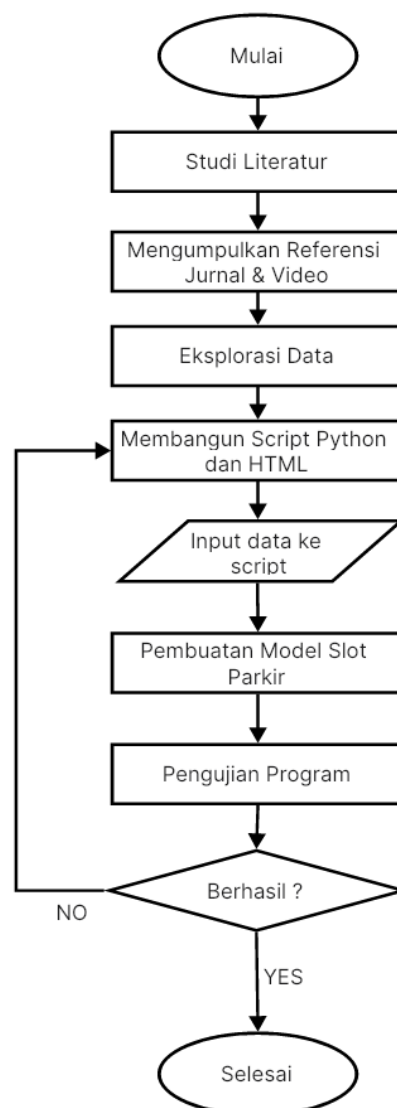 Mulai
Studi Literatur
Mengumpulkan Referensi
Jurnal & Video
Eksplorasi Data
Membangun Script Python
dan HTML
Input data ke
script
Pembuatan Model Slot
Parkir
Pengujian Program
Berhasil ?
NO
YES
Selesai